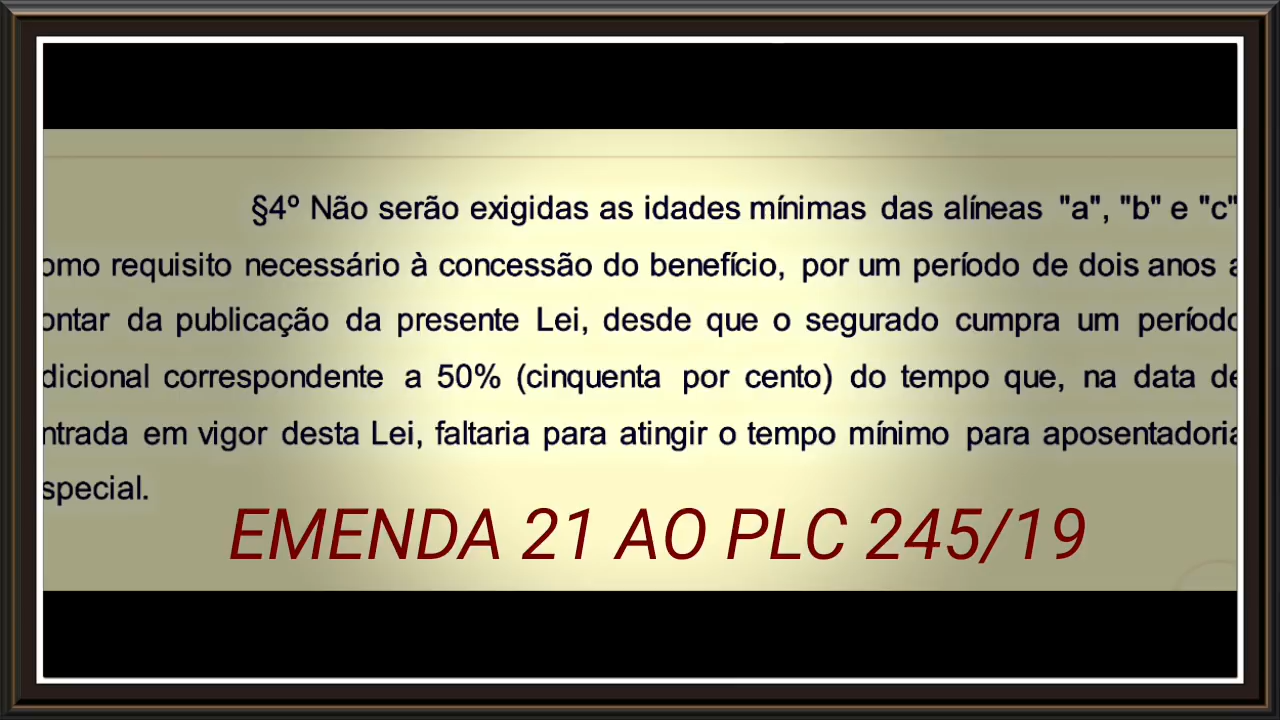 §4º Não serão exigidas as idades mínimas das alíneas "a", "b" e "c"
omo requisito necessário à concessão do benefício, por um período de dois anos a
ontar da publicação da presente Lei, desde que o segurado cumpra um período
dicional correspondente a 50% (cinquenta por cento) do tempo que, na data de
ntrada em vigor desta Lei, faltaria para atingir o tempo mínimo para aposentadoria
special.
EMENDA 21 AO PLC 245/19